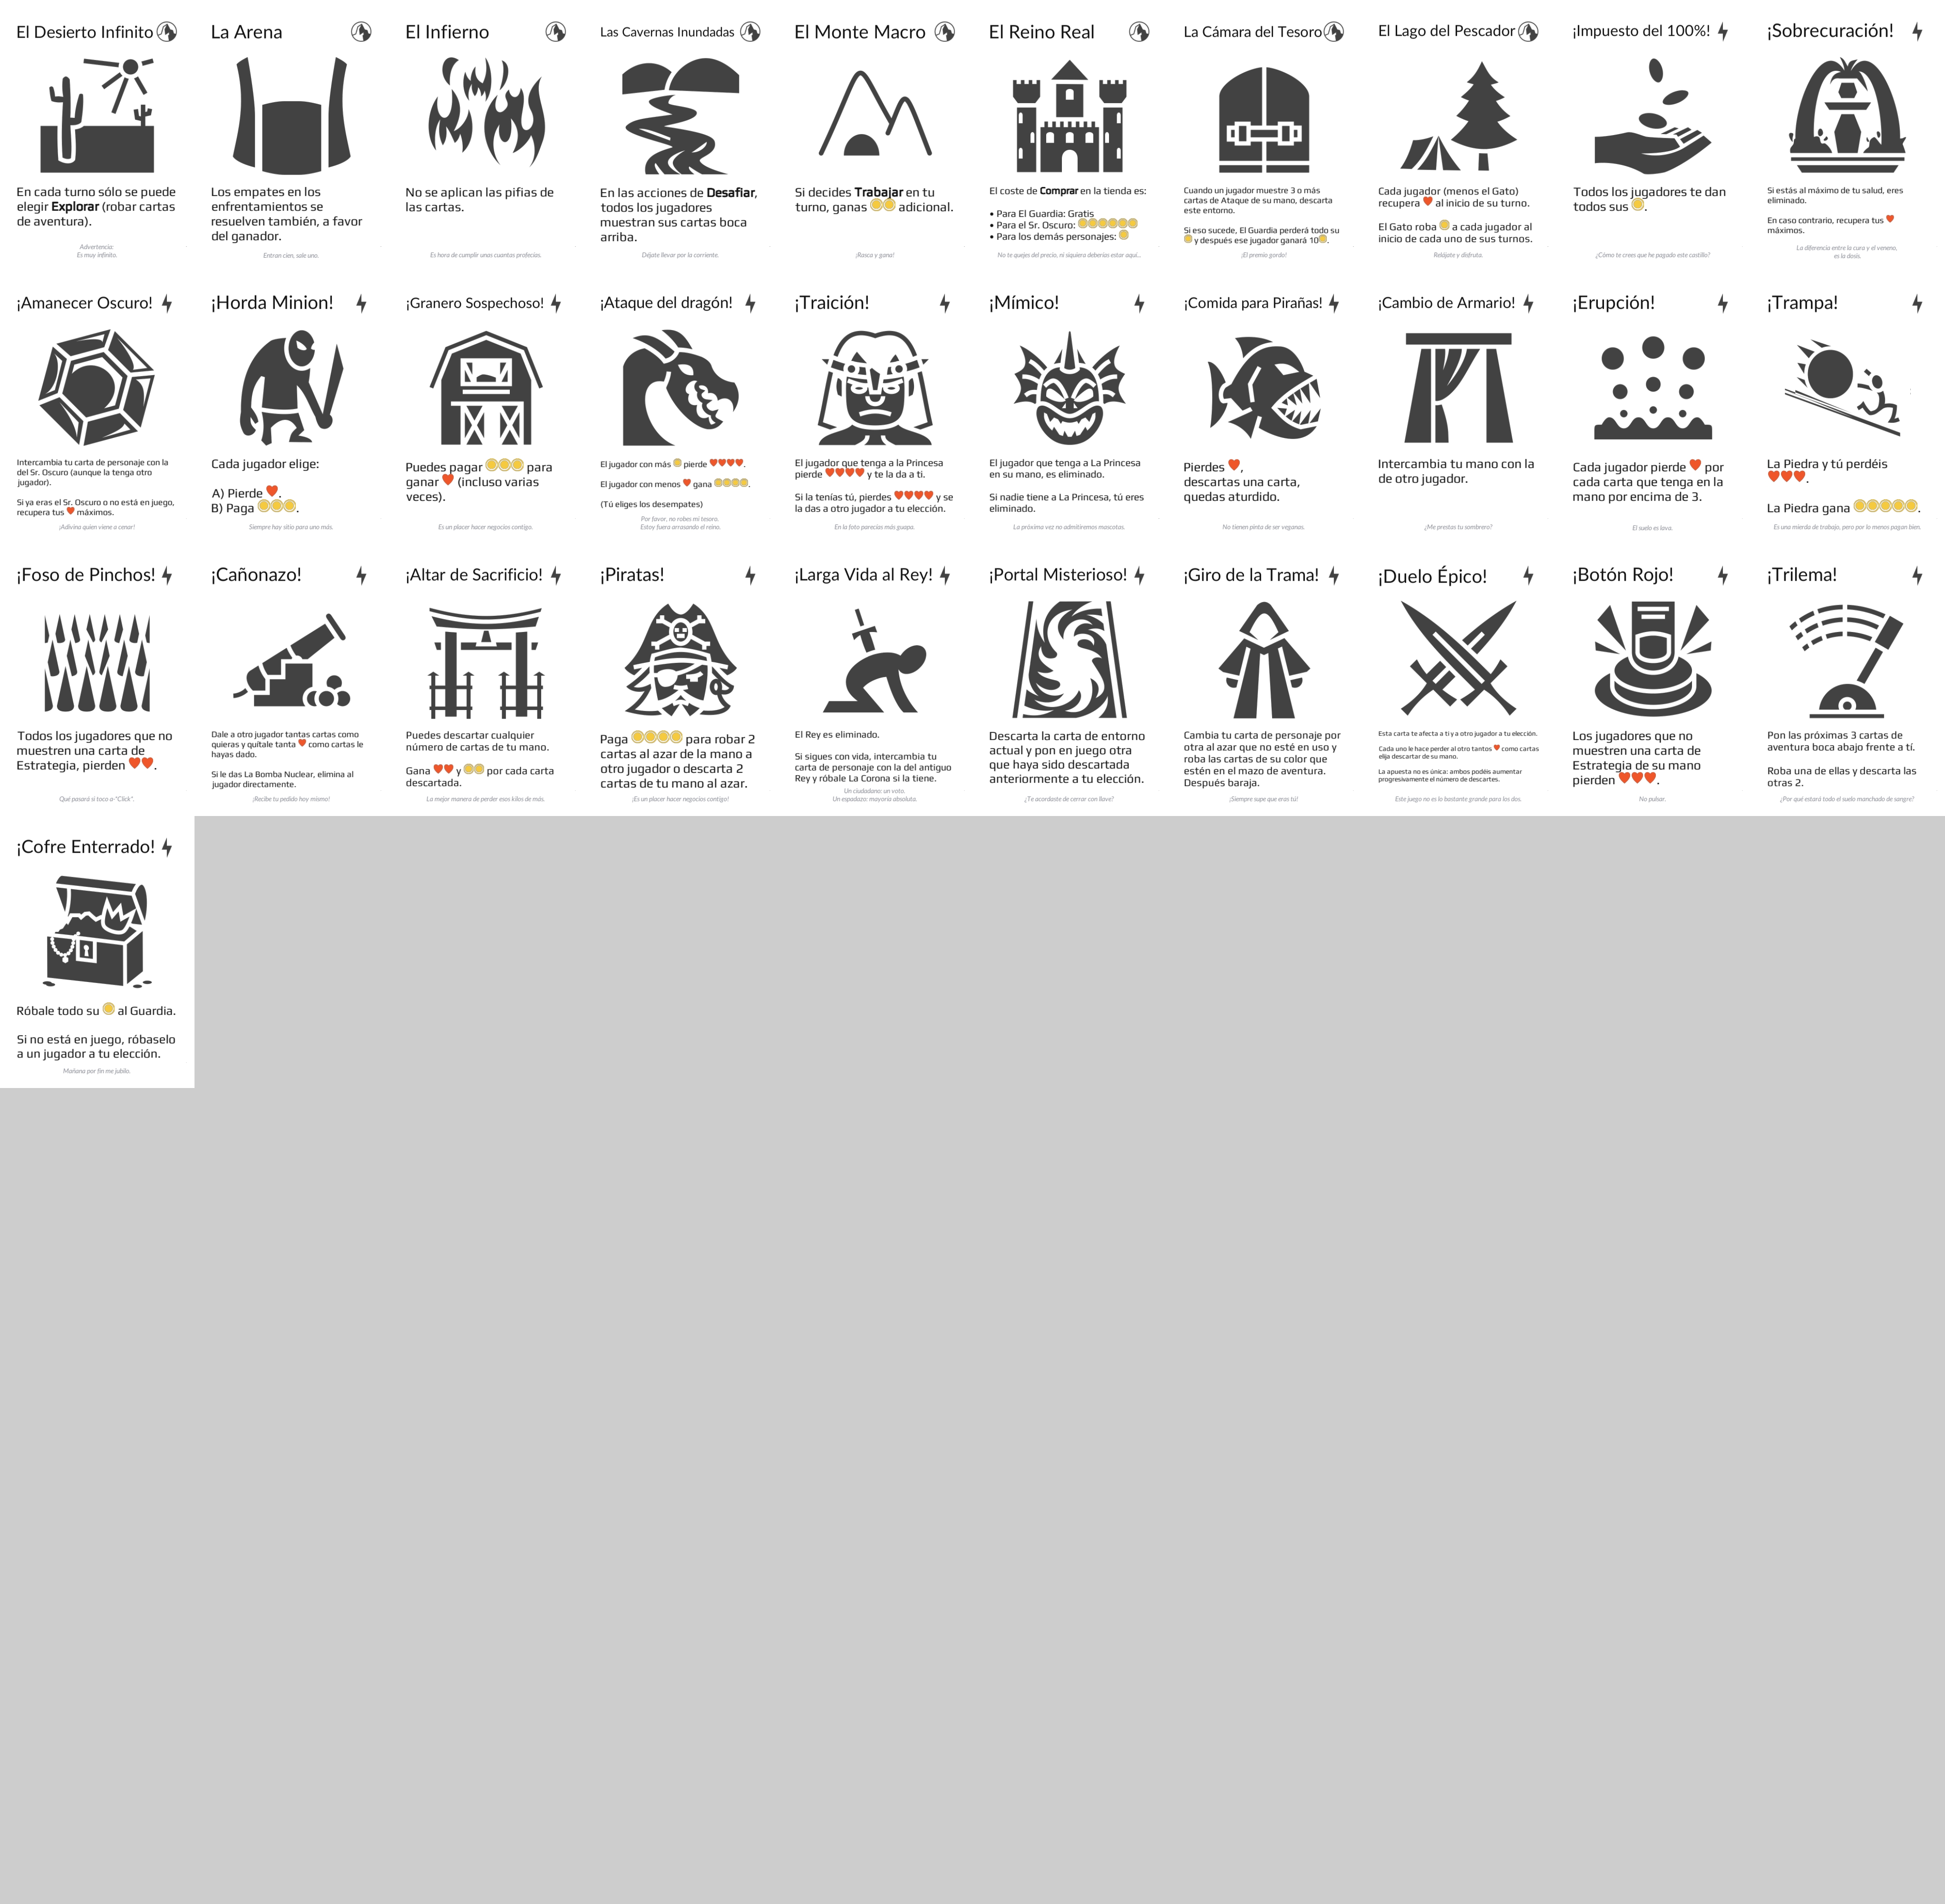 El Desierto Infinito
En cada turno sólo se puede
elegir Explorar (robar cartas
de aventura).
Advertencia:
Es muy infinito.
La Arena
Los empates en los
enfrentamientos se
resuelven también, a favor
del ganador.
Entran cien, sale uno.
El Infierno
No se aplican las pifias de
las cartas.
Es hora de cumplir unas cuantas profecías.
Las Cavernas Inundadas
En las acciones de Desafiar,
todos los jugadores
muestran sus cartas boca
arriba.
Déjate llevar por la corriente.
El Monte Macro
Si decides Trabajar en tu
turno, ganas adicional.
¡Rasca y gana!
El Reino Real
El coste de Comprar en la tienda es:
• Para El Guardia: Gratis
• Para el Sr. Oscuro:
• Para los demás personajes:
No te quejes del precio, ni siquiera deberías estar aquí...
La Cámara del Tesoro
Cuando un jugador muestre 3 o más
cartas de Ataque de su mano, descarta
este entorno.
Si eso sucede, El Guardia perderá todo su
y después ese jugador ganará 10.
¡El premio gordo!
El Lago del Pescador
Cada jugador (menos el Gato)
recupera al inicio de su turno.
El Gato roba a cada jugador al
inicio de cada uno de sus turnos.
Relájate y disfruta.
¡Impuesto del 100%!
Todos los jugadores te dan
todos sus .
¿Cómo te crees que he pagado este castillo?
¡Sobrecuración!
Si estás al máximo de tu salud, eres
eliminado.
En caso contrario, recupera tus
máximos.
La diferencia entre la cura y el veneno,
es la dosis.
¡Amanecer Oscuro!
Intercambia tu carta de personaje con la
del Sr. Oscuro (aunque la tenga otro
jugador).
Si ya eras el Sr. Oscuro o no está en juego,
recupera tus máximos.
¡Adivina quien viene a cenar!
¡Horda Minion!
Cada jugador elige:
A) Pierde .
B) Paga .
Siempre hay sitio para uno más.
¡Granero Sospechoso!
Puedes pagar para
ganar (incluso varias
veces).
Es un placer hacer negocios contigo.
¡Ataque del dragón!
El jugador con más pierde .
El jugador con menos gana .
(Tú eliges los desempates)
Por favor, no robes mi tesoro.
Estoy fuera arrasando el reino.
¡Traición!
El jugador que tenga a la Princesa
pierde y te la da a ti.
Si la tenías tú, pierdes y se
la das a otro jugador a tu elección.
En la foto parecías más guapa.
¡Mímico!
El jugador que tenga a La Princesa
en su mano, es eliminado.
Si nadie tiene a La Princesa, tú eres
eliminado.
La próxima vez no admitiremos mascotas.
¡Comida para Pirañas!
Pierdes ,
descartas una carta,
quedas aturdido.
No tienen pinta de ser veganas.
¡Cambio de Armario!
Intercambia tu mano con la
de otro jugador.
¿Me prestas tu sombrero?
¡Erupción!
Cada jugador pierde por
cada carta que tenga en la
mano por encima de 3.
El suelo es lava.
¡Trampa!
La Piedra y tú perdéis
.
La Piedra gana .
Es una mierda de trabajo, pero por lo menos pagan bien.
¡Foso de Pinchos!
Todos los jugadores que no
muestren una carta de
Estrategia, pierden .
Qué pasará si toco a-"Click".
¡Cañonazo!
Dale a otro jugador tantas cartas como
quieras y quítale tanta como cartas le
hayas dado.
Si le das La Bomba Nuclear, elimina al
jugador directamente.
¡Recibe tu pedido hoy mismo!
¡Altar de Sacrificio!
Puedes descartar cualquier
número de cartas de tu mano.
Gana y por cada carta
descartada.
La mejor manera de perder esos kilos de más.
¡Piratas!
Paga para robar 2
cartas al azar de la mano a
otro jugador o descarta 2
cartas de tu mano al azar.
¡Es un placer hacer negocios contigo!
¡Larga Vida al Rey!
El Rey es eliminado.
Si sigues con vida, intercambia tu
carta de personaje con la del antiguo
Rey y róbale La Corona si la tiene.
Un ciudadano: un voto.
Un espadazo: mayoría absoluta.
¡Portal Misterioso!
Descarta la carta de entorno
actual y pon en juego otra
que haya sido descartada
anteriormente a tu elección.
¿Te acordaste de cerrar con llave?
¡Giro de la Trama!
Cambia tu carta de personaje por
otra al azar que no esté en uso y
roba las cartas de su color que
estén en el mazo de aventura.
Después baraja.
¡Siempre supe que eras tú!
¡Duelo Épico!
Esta carta te afecta a ti y a otro jugador a tu elección.
Cada uno le hace perder al otro tantos como cartas
elija descartar de su mano.
La apuesta no es única: ambos podéis aumentar
progresivamente el número de descartes.
Este juego no es lo bastante grande para los dos.
¡Botón Rojo!
Los jugadores que no
muestren una carta de
Estrategia de su mano
pierden .
No pulsar.
¡Trilema!
Pon las próximas 3 cartas de
aventura boca abajo frente a tí.
Roba una de ellas y descarta las
otras 2.
¿Por qué estará todo el suelo manchado de sangre?
¡Cofre Enterrado!
Róbale todo su al Guardia.
Si no está en juego, róbaselo
a un jugador a tu elección.
Mañana por fin me jubilo.